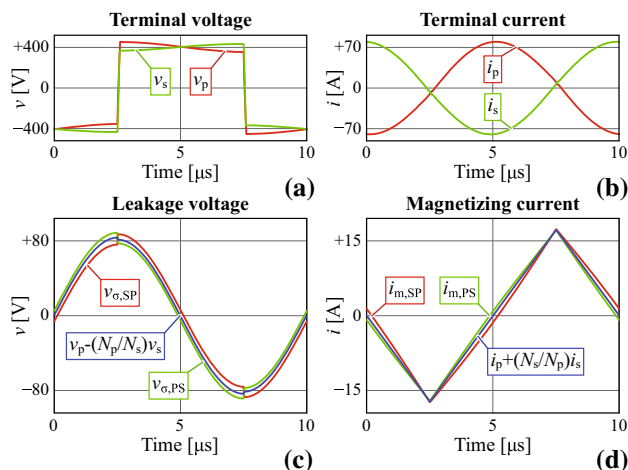 Terminal voltage
v [V]
+400
0
−400
vs
vp
0
5
10
Time [μs]
(a)
Terminal current
i [A]
+70
0
−70
ip
is
0
5
10
Time [μs]
(b)
Leakage voltage
v [V]
+80
0
−80
vσ,SP
vp-(Np/Ns)vs
vσ,PS
0
5
10
Time [μs]
(c)
Magnetizing current
i [A]
+15
0
−15
im,SP
im,PS
ip+(Ns/Np)is
0
5
10
Time [μs]
(d)